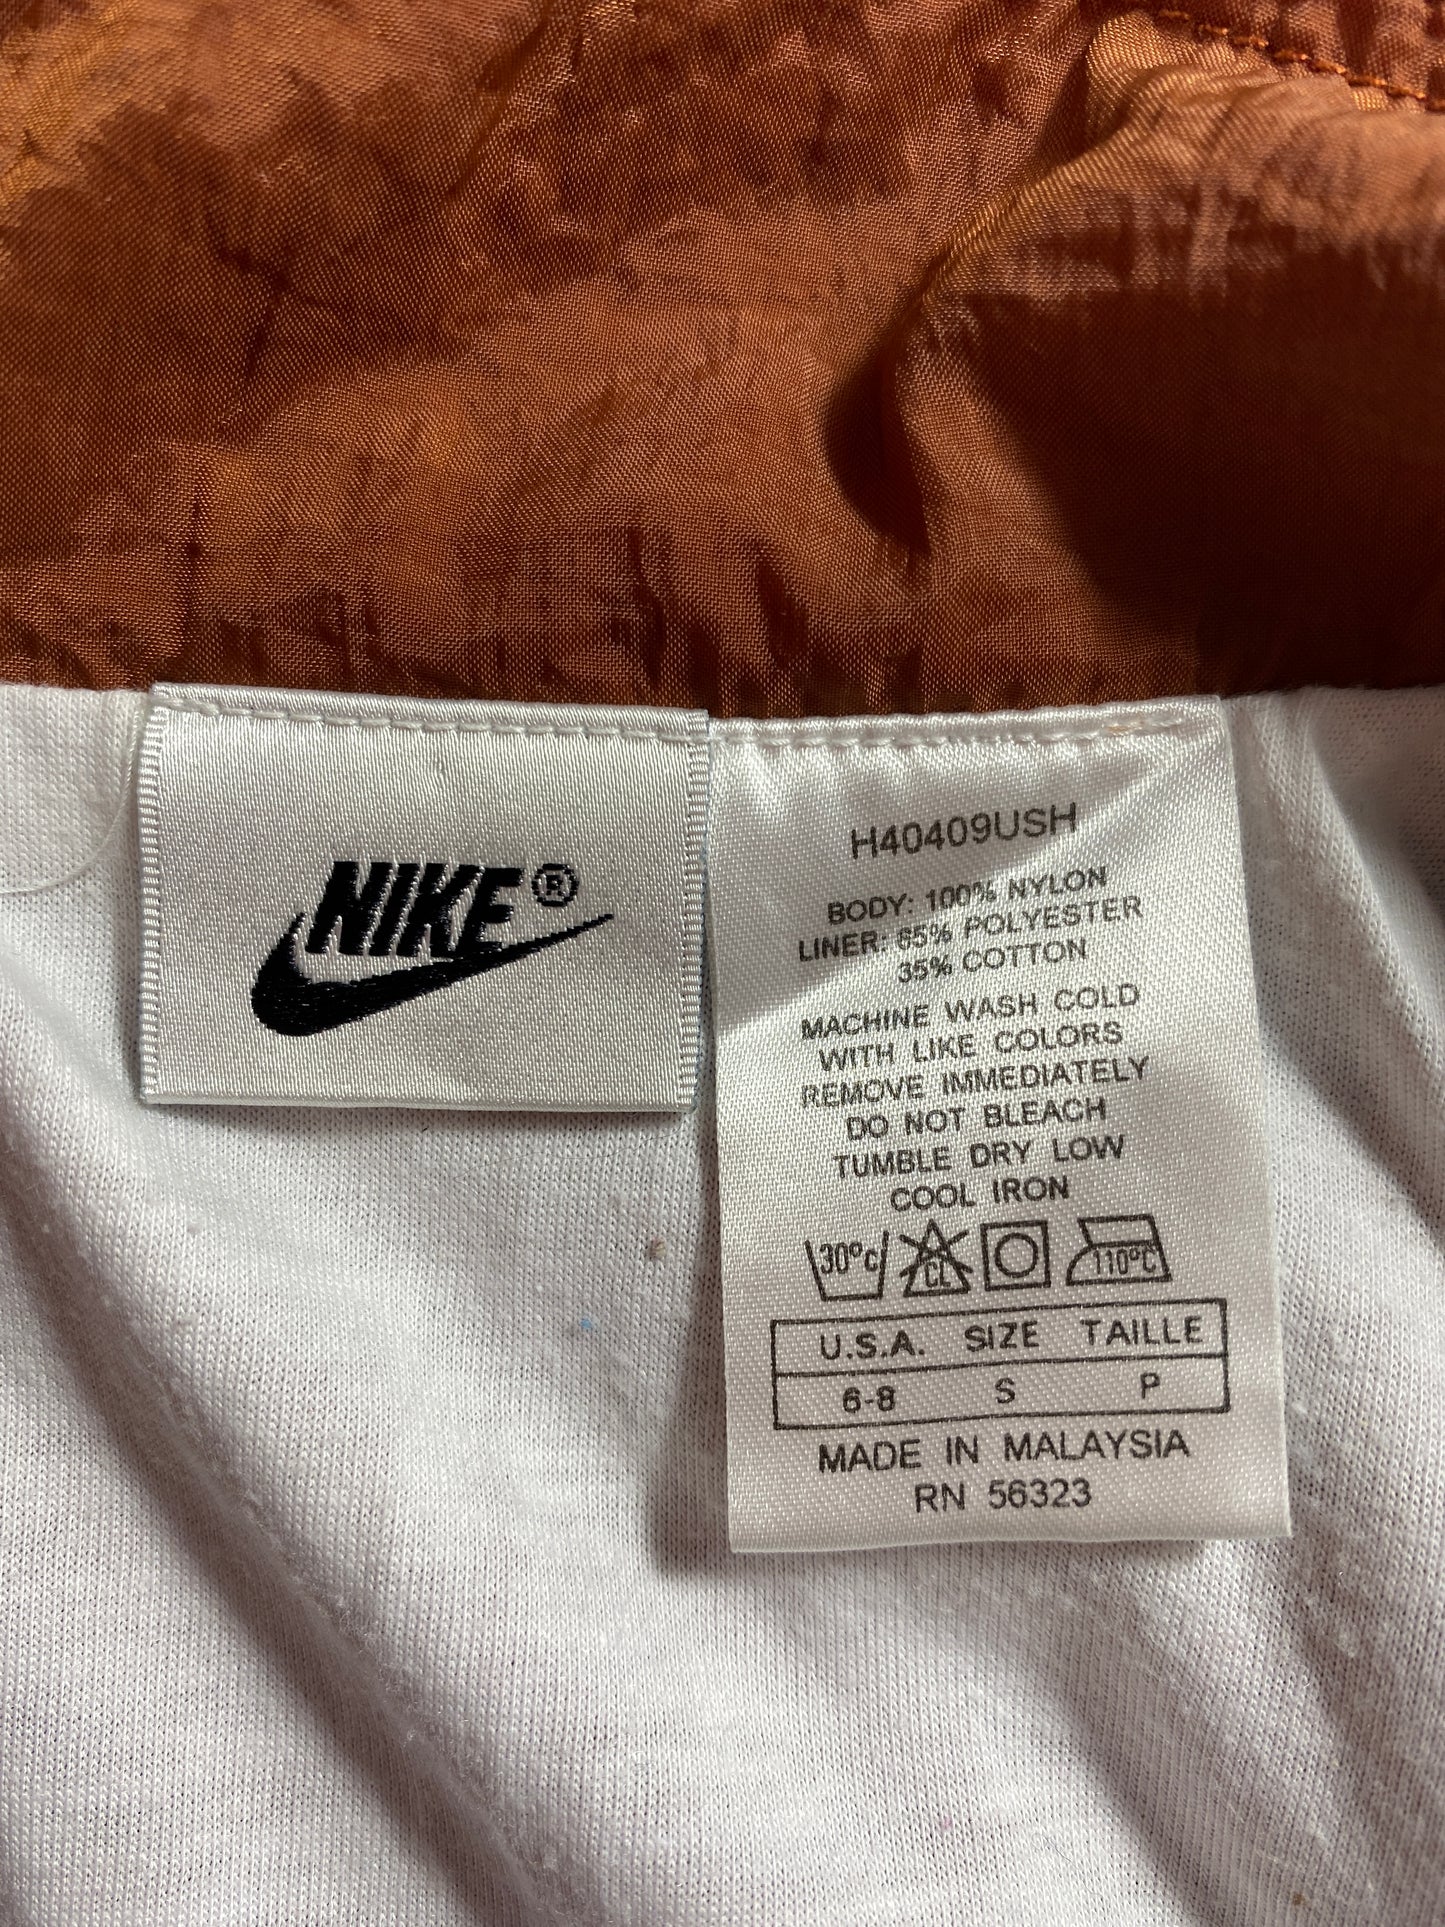 NIKE®
H40409USH
BODY: 100% NYLON
LINER: 65% POLYESTER
35% COTTON
MACHINE WASH COLD
WITH LIKE COLORS
REMOVE IMMEDIATELY
DO NOT BLEACH
TUMBLE DRY LOW
COOL IRON
30°C CL 110°C
U.S.A. SIZE TAILLE
6-8 S P
MADE IN MALAYSIA
RN 56323